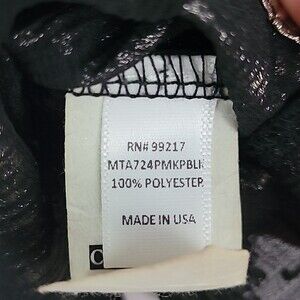 RN# 99217
MTA724PMKPBLK
100% POLYESTER
MADE IN USA
C